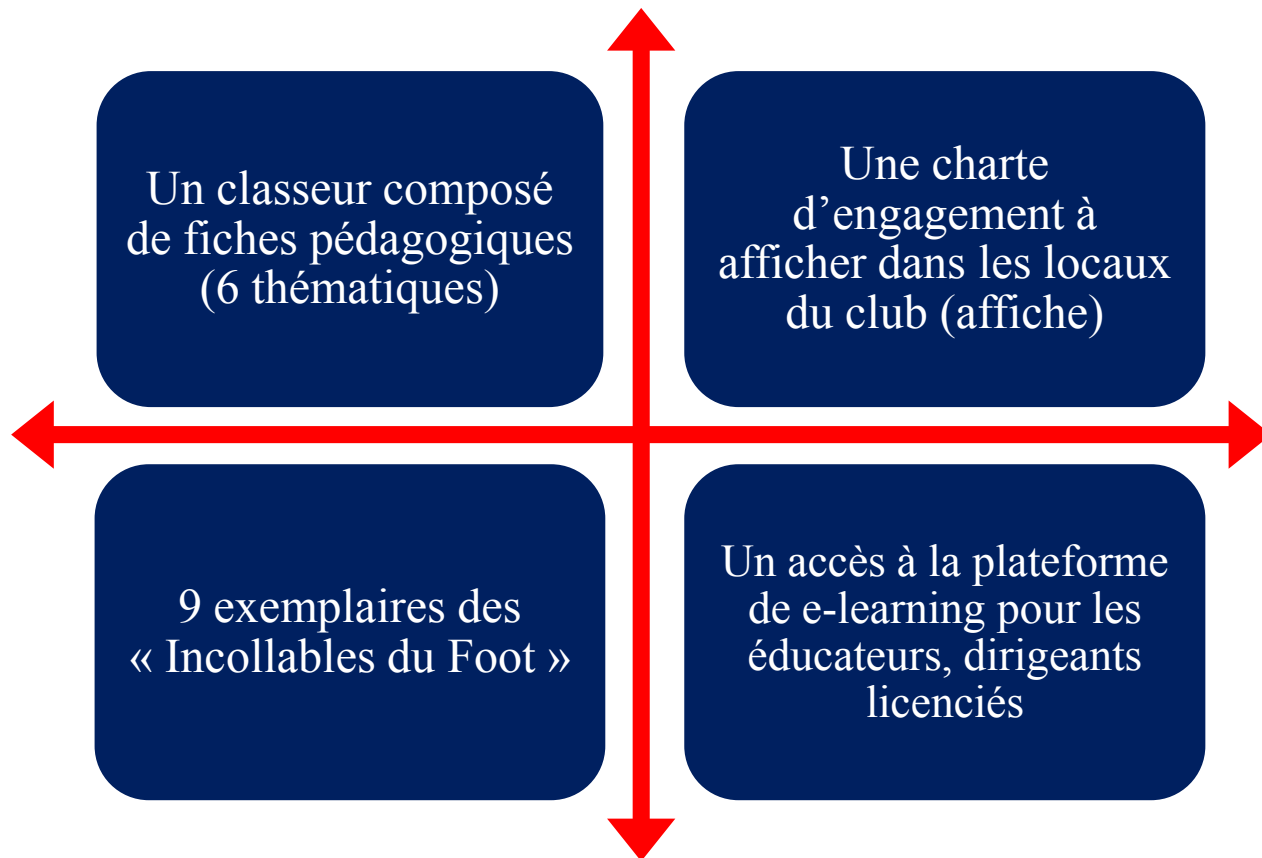 Un classeur composé
de fiches pédagogiques
(6 thématiques)
Une charte
d’engagement à
afficher dans les locaux
du club (affiche)
9 exemplaires des
« Incollables du Foot »
Un accès à la plateforme
de e-learning pour les
éducateurs, dirigeants
licenciés